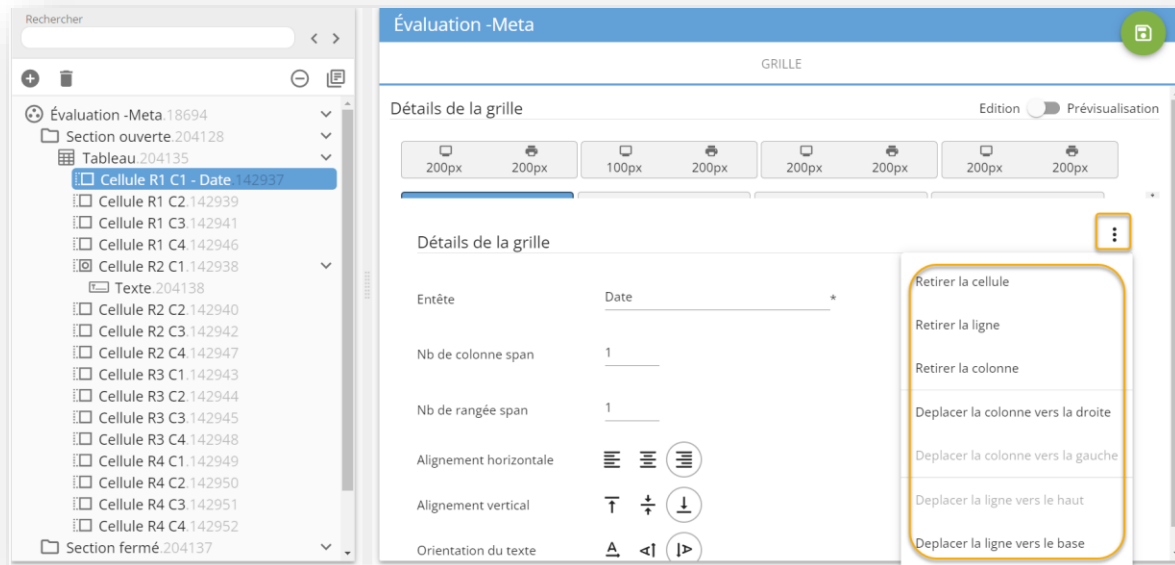 Rechercher
Évaluation -Meta.18694
Section ouverte.204128
Tableau.204135
Cellule R1 C1 - Date.142937
Cellule R1 C2.142939
Cellule R1 C3.142941
Cellule R1 C4.142946
Cellule R2 C1.142938
Texte.204138
Cellule R2 C2.142940
Cellule R2 C3.142942
Cellule R2 C4.142947
Cellule R3 C1.142943
Cellule R3 C2.142944
Cellule R3 C3.142945
Cellule R3 C4.142948
Cellule R4 C1.142949
Cellule R4 C2.142950
Cellule R4 C3.142951
Cellule R4 C4.142952
Section fermé.204137
Évaluation -Meta
GRILLE
Détails de la grille
Edition Prévisualisation
200px 200px 100px 200px 200px 200px 200px 200px
Détails de la grille
Entête Date *
Nb de colonne span 1
Nb de rangée span 1
Alignement horizontale
Alignement vertical
Orientation du texte
Retirer la cellule
Retirer la ligne
Retirer la colonne
Deplacer la colonne vers la droite
Deplacer la colonne vers la gauche
Deplacer la ligne vers le haut
Deplacer la ligne vers le base